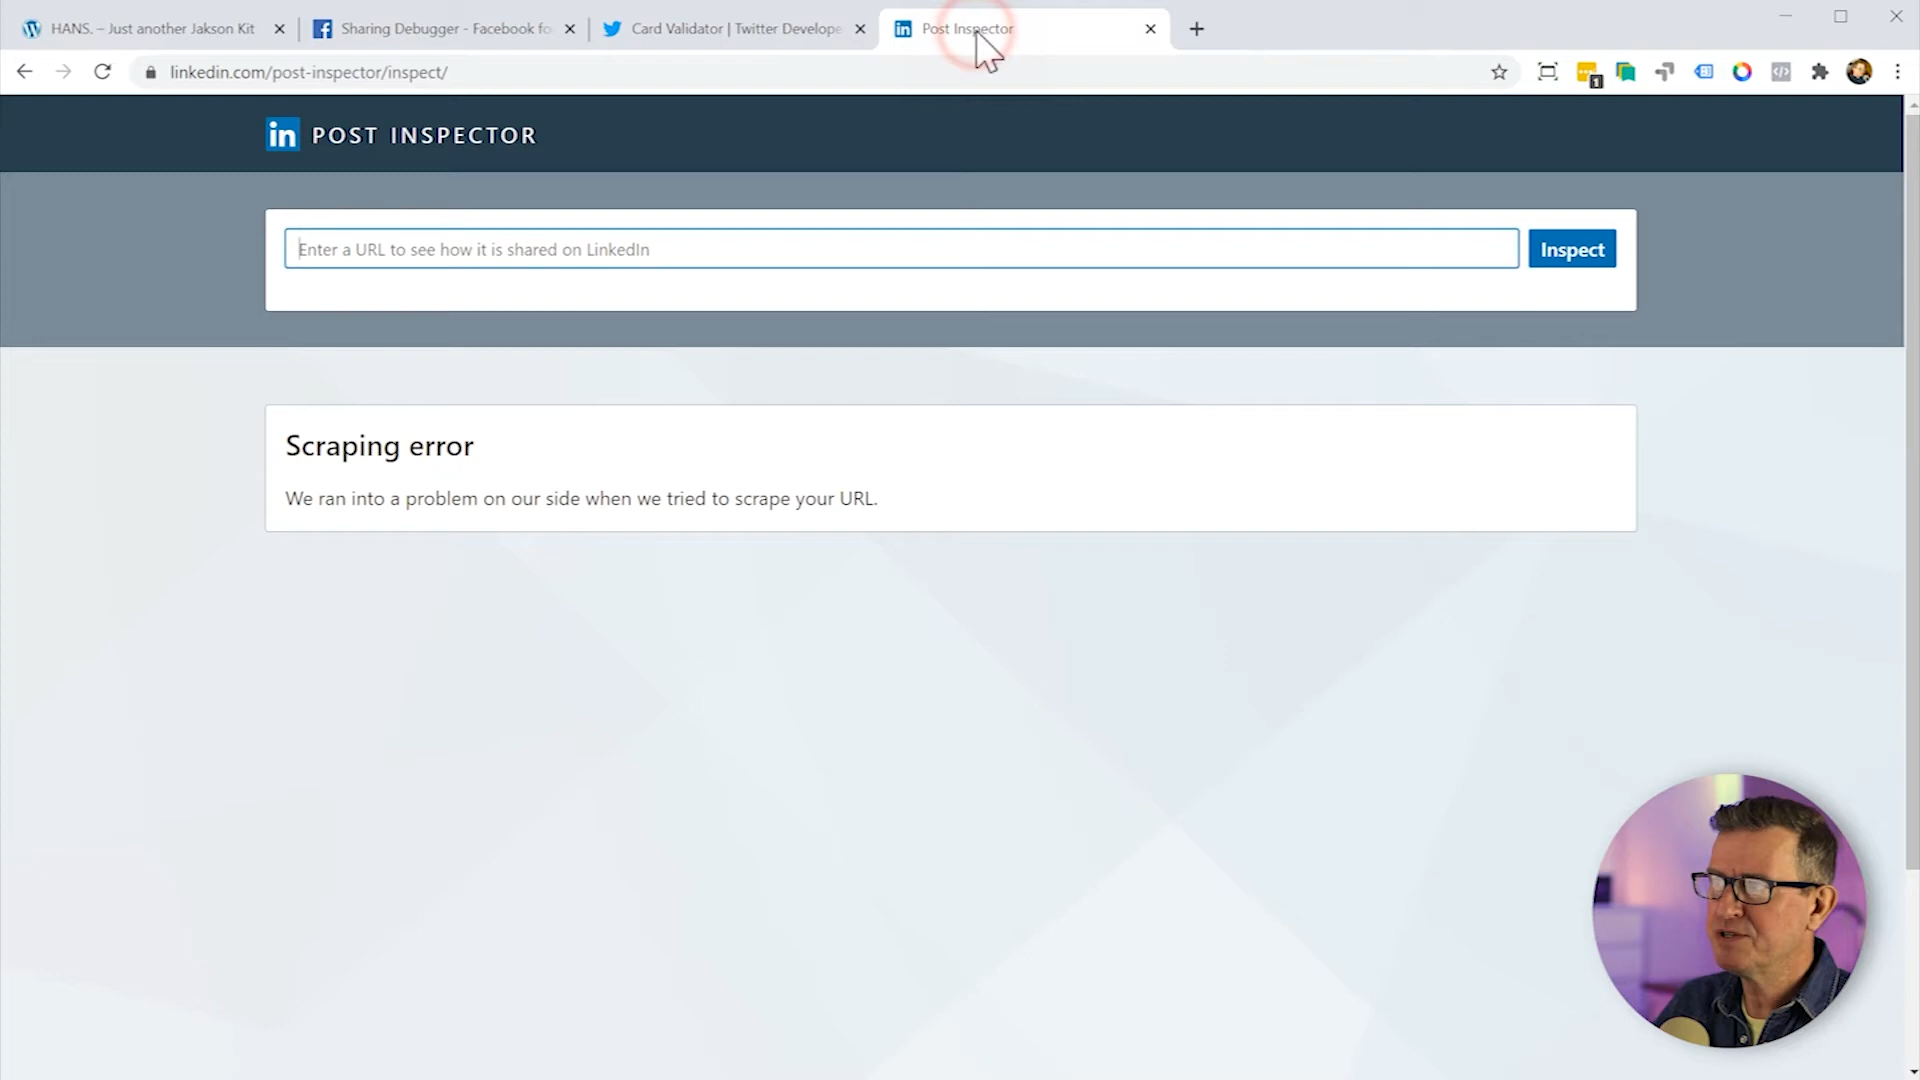 HANS. – Just another Jakson Kit
Sharing Debugger - Facebook fo
Card Validator | Twitter Develope
Post Inspector
linkedin.com/post-inspector/inspect/
1
in POST INSPECTOR
Enter a URL to see how it is shared on LinkedIn
Inspect
Scraping error
We ran into a problem on our side when we tried to scrape your URL.